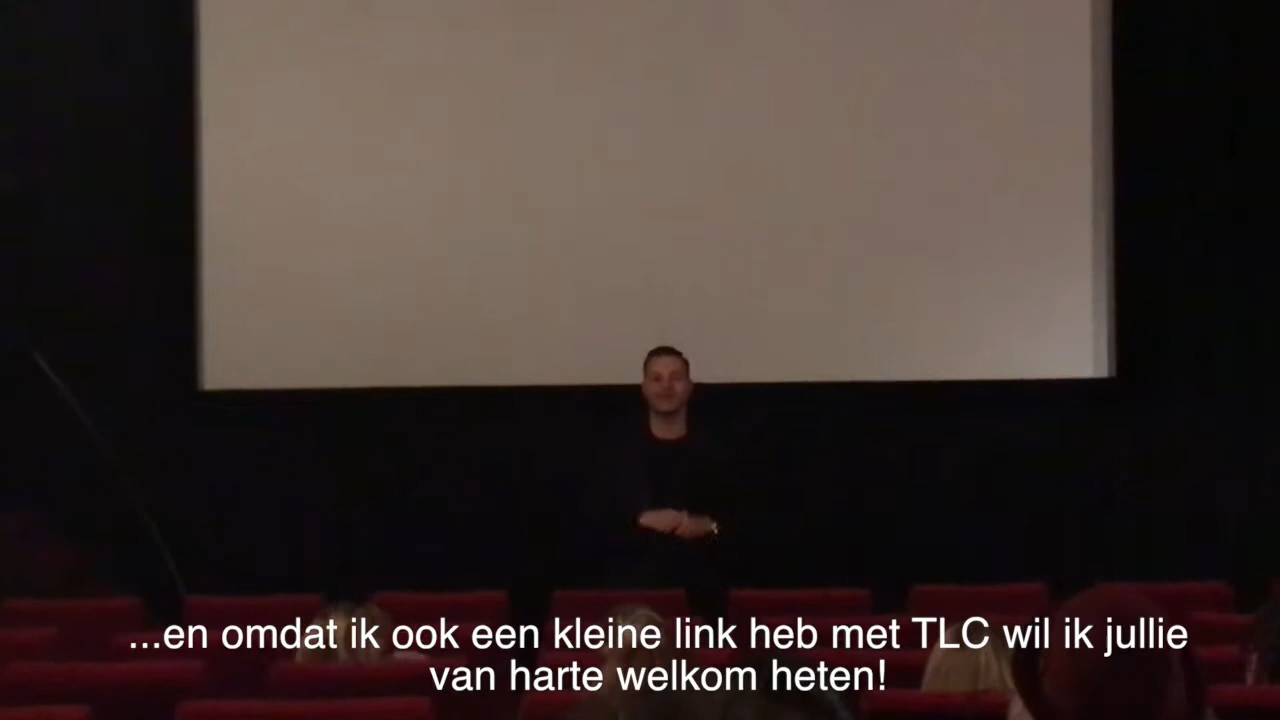 ...en omdat ik ook een kleine link heb met TLC wil ik jullie
van harte welkom heten!